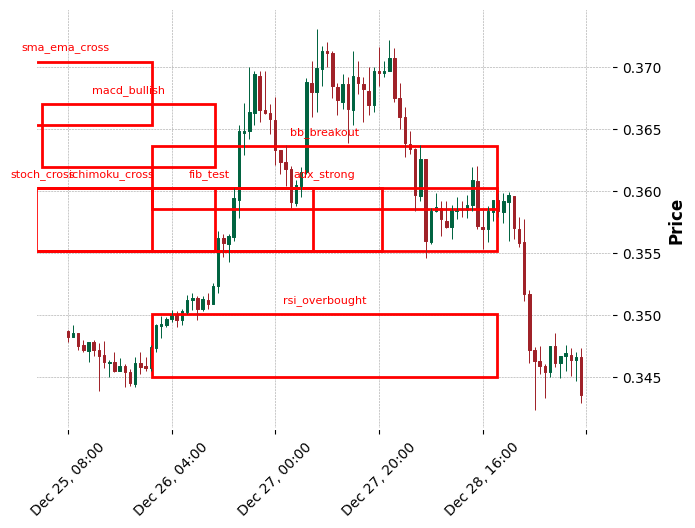 sma_ema_cross
macd_bullish
bb_breakout
stoch_cross
ichimoku_cross
fib_test
adx_strong
rsi_overbought
0.370
0.365
0.360
0.355
0.350
0.345
Price
Dec 25, 08:00
Dec 26, 04:00
Dec 27, 00:00
Dec 27, 20:00
Dec 28, 16:00